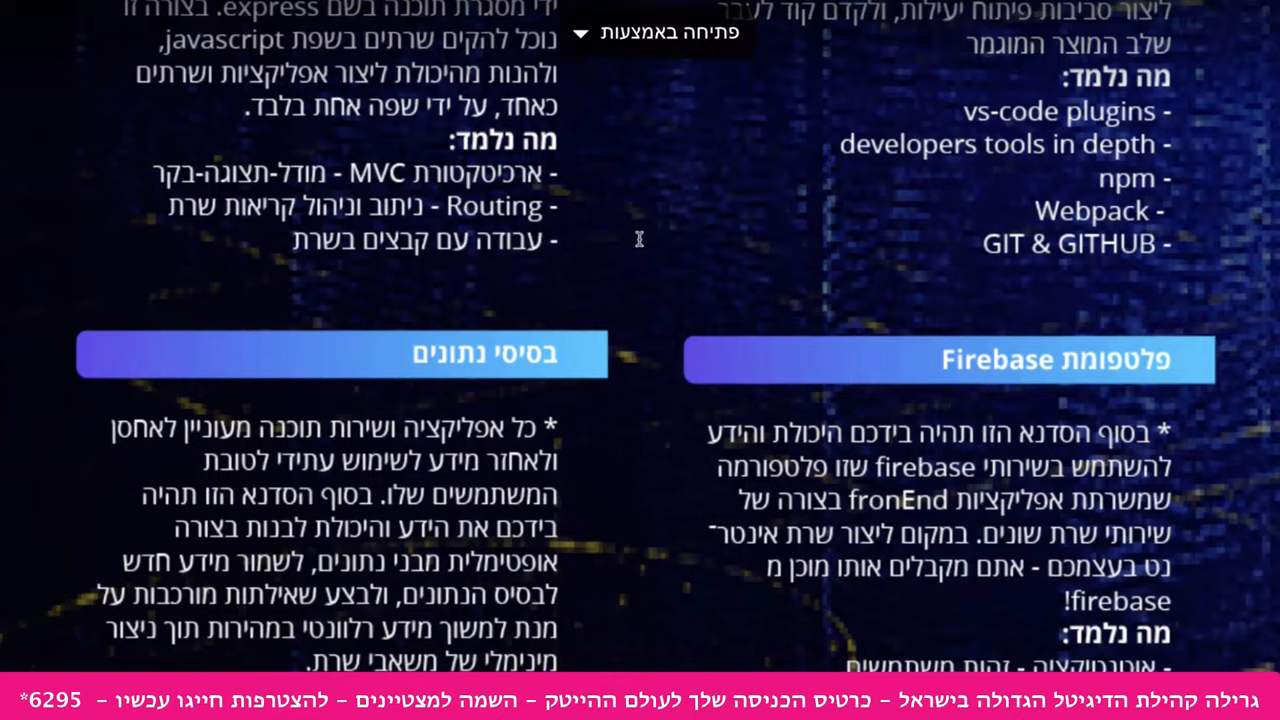 פתיחה באמצעות
ליצור סביבות פיתוח יעילות, ולקדם קוד לעבר
שלב המוצר המוגמר
מה נלמד:
- vs-code plugins
- developers tools in depth
- npm
- Webpack
- GIT & GITHUB
פלטפומת Firebase
* בסוף הסדנא הזו תהיה בידכם היכולת והידע
להשתמש בשירותי firebase שזו פלטפורמה
שמשרתת אפליקציות fronEnd בצורה של
שירותי שרת שונים. במקום ליצור שרת אינטר־
נט בעצמכם - אתם מקבלים אותו מוכן מ
firebase!
מה נלמד:
- אוטנטיקציה - זהות משתמשים
ידי מסגרת תוכנה בשם express. בצורה זו
נוכל להקים שרתים בשפת javascript,
ולהנות מהיכולת ליצור אפליקציות ושרתים
כאחד, על ידי שפה אחת בלבד.
מה נלמד:
- ארכיטקטורת MVC - מודל-תצוגה-בקר
- Routing - ניתוב וניהול קריאות שרת
- עבודה עם קבצים בשרת
בסיסי נתונים
* כל אפליקציה ושירות תוכנה מעוניין לאחסן
ולאחזר מידע לשימוש עתידי לטובת
המשתמשים שלו. בסוף הסדנא הזו תהיה
בידכם את הידע והיכולת לבנות בצורה
אופטימלית מבני נתונים, לשמור מידע חדש
לבסיס הנתונים, ולבצע שאילתות מורכבות על
מנת למשוך מידע רלוונטי במהירות תוך ניצור
מינימלי של משאבי שרת.
גרילה קהילת הדיגיטל הגדולה בישראל - כרטיס הכניסה שלך לעולם ההייטק - השמה למצטיינים - להצטרפות חייגו עכשיו - 6295*